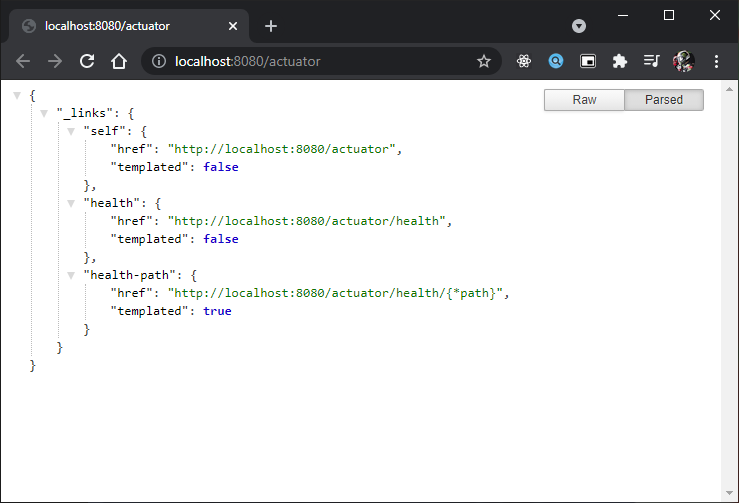 localhost:8080/actuator
localhost:8080/actuator
Raw Parsed
{
"_links": {
"self": {
"href": "http://localhost:8080/actuator",
"templated": false
},
"health": {
"href": "http://localhost:8080/actuator/health",
"templated": false
},
"health-path": {
"href": "http://localhost:8080/actuator/health/{*path}",
"templated": true
}
}
}